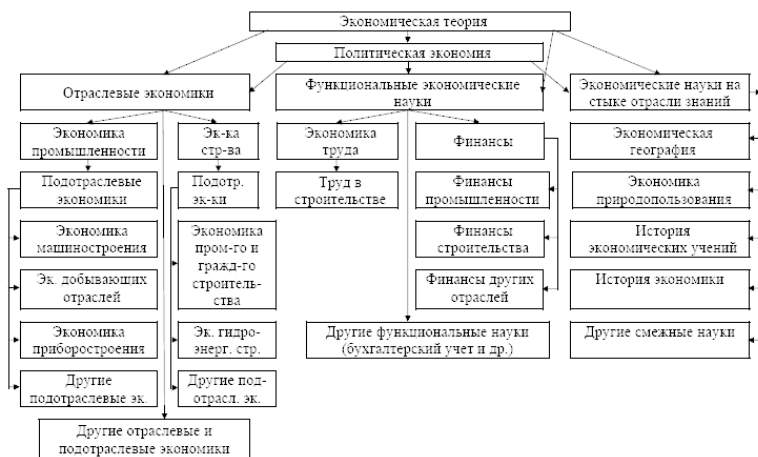 Экономическая теория
Политическая экономия
Отраслевые экономики
Функциональные экономические
науки
Экономические науки на
стыке отрасли знаний
Экономика
промышленности
Эк-ка
стр-ва
Экономика
труда
Финансы
Экономическая
география
Подотраслевые
экономики
Подотр.
эк-ки
Труд в
строительстве
Финансы
промышленности
Экономика
природопользования
Экономика
машиностроения
Экономика
пром-го и
гражд-го
строитель-
ства
Финансы
строительства
История
экономических учений
Эк. добывающих
отраслей
Финансы других
отраслей
История экономики
Экономика
приборостроения
Эк. гидро-
энерг. стр.
Другие функциональные науки
(бухгалтерский учет и др.)
Другие смежные науки
Другие
подотраслевые эк.
Другие под-
отрасл. эк.
Другие отраслевые и
подотраслевые экономики